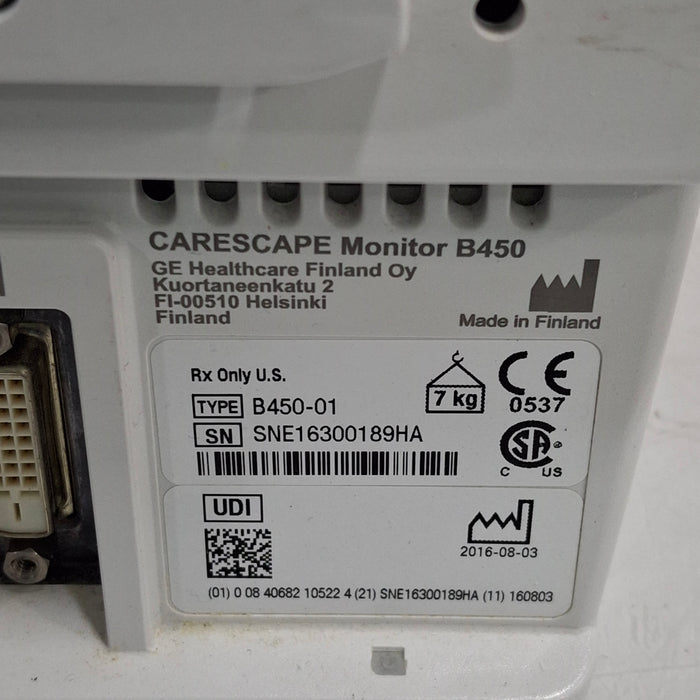 CARESCAPE Monitor B450
GE Healthcare Finland Oy
Kuortaneenkatu 2
FI-00510 Helsinki
Finland
Made in Finland
Rx Only U.S.
7 kg
CE
0537
TYPE B450-01
SN SNE16300189HA
SA
C US
UDI
2016-08-03
(01) 0 08 40682 10522 4 (21) SNE16300189HA (11) 160803